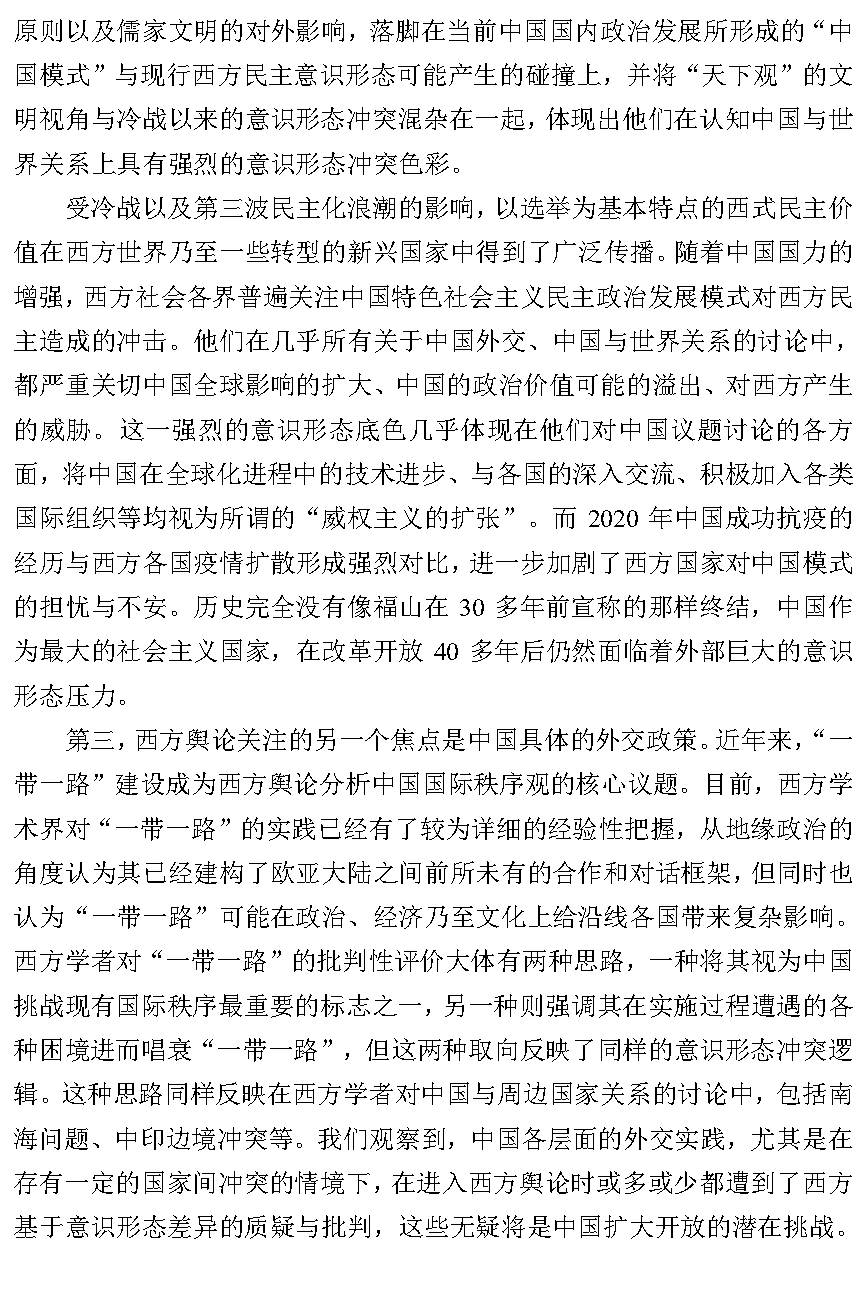 原则以及儒家文明的对外影响，落脚在当前中国国内政治发展所形成的“中
国模式”与现行西方民主意识形态可能产生的碰撞上，并将“天下观”的文
明视角与冷战以来的意识形态冲突混杂在一起，体现出他们在认知中国与世
界关系上具有强烈的意识形态冲突色彩。
受冷战以及第三波民主化浪潮的影响，以选举为基本特点的西式民主价
值在西方世界乃至一些转型的新兴国家中得到了广泛传播。随着中国国力的
增强，西方社会各界普遍关注中国特色社会主义民主政治发展模式对西方民
主造成的冲击。他们在几乎所有关于中国外交、中国与世界关系的讨论中，
都严重关切中国全球影响的扩大、中国的政治价值可能的溢出、对西方产生
的威胁。这一强烈的意识形态底色几乎体现在他们对中国议题讨论的各方
面，将中国在全球化进程中的技术进步、与各国的深入交流、积极加入各类
国际组织等均视为所谓的“威权主义的扩张”。而 2020 年中国成功抗疫的
经历与西方各国疫情扩散形成强烈对比，进一步加剧了西方国家对中国模式
的担忧与不安。历史完全没有像福山在 30 多年前宣称的那样终结，中国作
为最大的社会主义国家，在改革开放 40 多年后仍然面临着外部巨大的意识
形态压力。
第三，西方舆论关注的另一个焦点是中国具体的外交政策。近年来，“一
带一路”建设成为西方舆论分析中国国际秩序观的核心议题。目前，西方学
术界对“一带一路”的实践已经有了较为详细的经验性把握，从地缘政治的
角度认为其已经建构了欧亚大陆之间前所未有的合作和对话框架，但同时也
认为“一带一路”可能在政治、经济乃至文化上给沿线各国带来复杂影响。
西方学者对“一带一路”的批判性评价大体有两种思路，一种将其视为中国
挑战现有国际秩序最重要的标志之一，另一种则强调其在实施过程遭遇的各
种困境进而唱衰“一带一路”，但这两种取向反映了同样的意识形态冲突逻
辑。这种思路同样反映在西方学者对中国与周边国家关系的讨论中，包括南
海问题、中印边境冲突等。我们观察到，中国各层面的外交实践，尤其是在
存有一定的国家间冲突的情境下，在进入西方舆论时或多或少都遭到了西方
基于意识形态差异的质疑与批判，这些无疑将是中国扩大开放的潜在挑战。